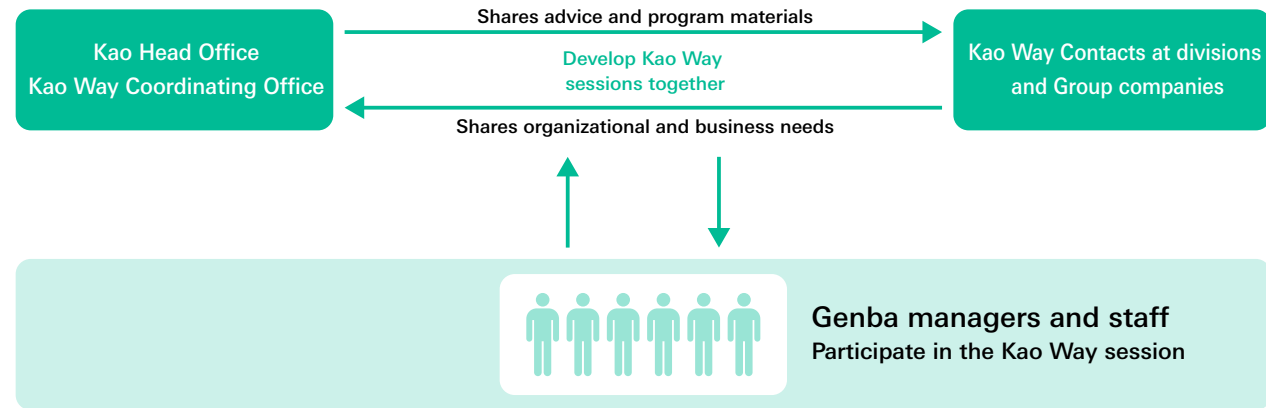 Shares advice and program materials
Kao Head Office
Kao Way Coordinating Office
Develop Kao Way
sessions together
Kao Way Contacts at divisions
and Group companies
Shares organizational and business needs
Genba managers and staff
Participate in the Kao Way session